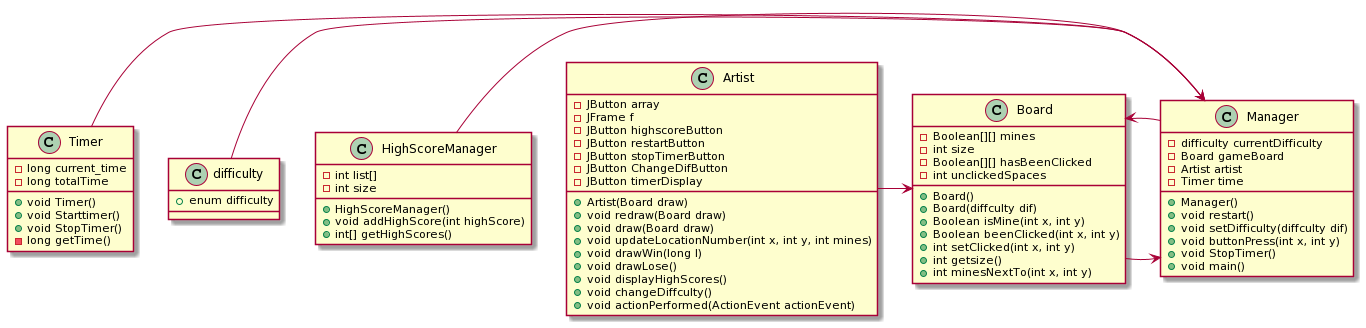 C Timer
long current_time
long totalTime
void Timer()
void Starttimer()
void StopTimer()
long getTime()
C difficulty
enum difficulty
C HighScoreManager
int list[]
int size
HighScoreManager()
void addHighScore(int highScore)
int[] getHighScores()
C Artist
JButton array
JFrame f
JButton highscoreButton
JButton restartButton
JButton stopTimerButton
JButton ChangeDifButton
JButton timerDisplay
Artist(Board draw)
void redraw(Board draw)
void draw(Board draw)
void updateLocationNumber(int x, int y, int mines)
void drawWin(long l)
void drawLose()
void displayHighScores()
void changeDiffculty()
void actionPerformed(ActionEvent actionEvent)
C Board
Boolean[][] mines
int size
Boolean[][] hasBeenClicked
int unclickedSpaces
Board()
Board(diffculty dif)
Boolean isMine(int x, int y)
Boolean beenClicked(int x, int y)
int setClicked(int x, int y)
int getsize()
int minesNextTo(int x, int y)
C Manager
difficulty currentDifficulty
Board gameBoard
Artist artist
Timer time
Manager()
void restart()
void setDifficulty(diffculty dif)
void buttonPress(int x, int y)
void StopTimer()
void main()